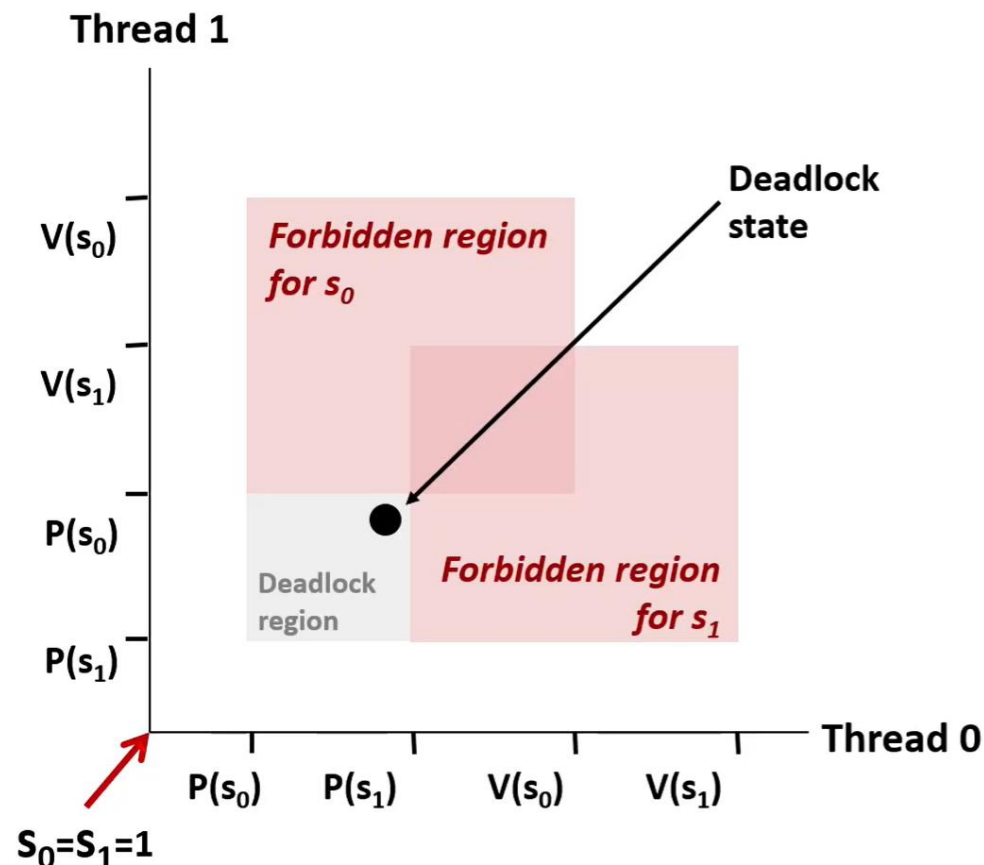 Thread 1
Deadlock
state
V(s₀)
Forbidden region
for s₀
V(s₁)
P(s₀)
Forbidden region
for s₁
Deadlock
region
P(s₁)
Thread 0
P(s₀)
P(s₁)
V(s₀)
V(s₁)
S₀=S₁=1